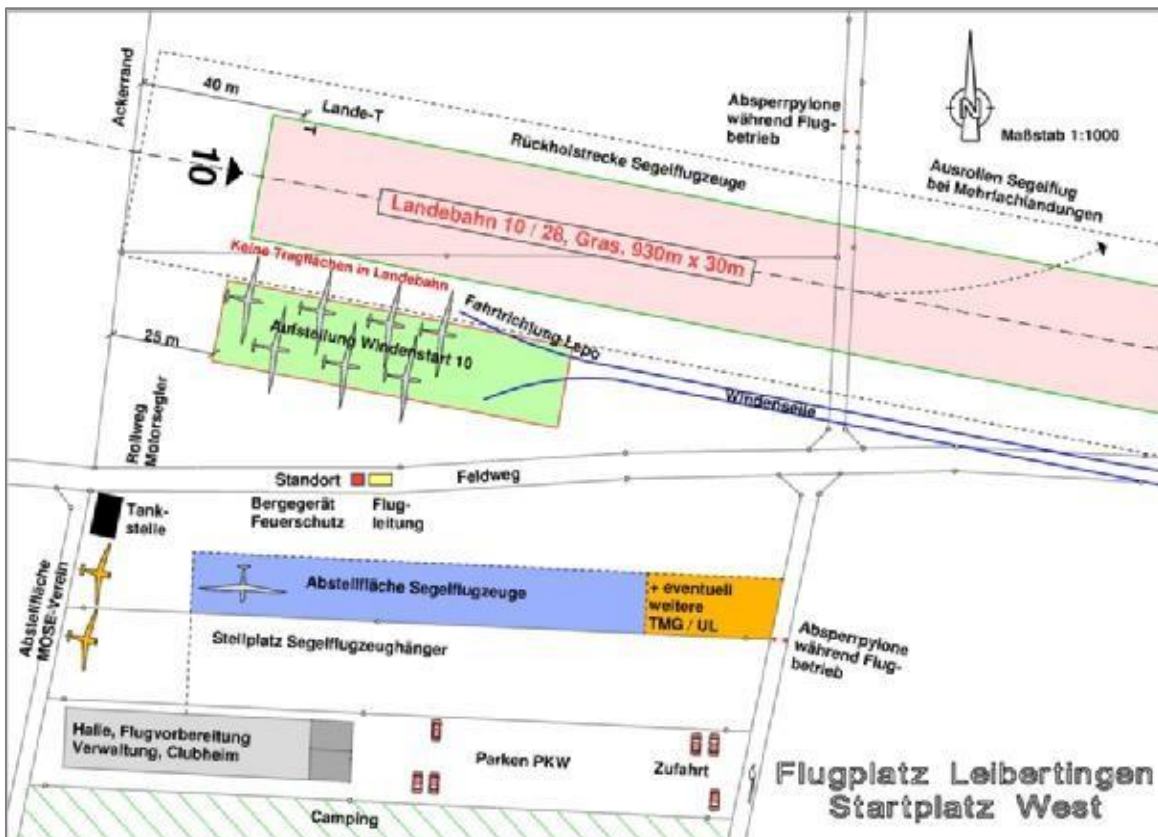 Ackerrand
40 m
Lande-T
T
10
Rückholstrecke Segelflugzeuge
Absperrpylone
während Flug-
betrieb
N
Maßstab 1:1000
Ausrollen Segelflug
bei Mehrfachlandungen
Landebahn 10 / 28, Gras, 930m x 30m
Keine Tragflächen in Landebahn
Aufstellung Windenstart 10
Fahrtrichtung Lepo
Windenseile
25 m
Rollweg
Motorsegler
Feldweg
Standort
Bergegerät
Feuerschutz
Flug-
leitung
Tank-
stelle
Abstellfläche
MOSE-Verein
Abstellfläche Segelflugzeuge
+ eventuell
weitere
TMG / UL
Stellplatz Segelflugzeughänger
Absperrpylone
während Flug-
betrieb
Halle, Flugvorbereitung
Verwaltung, Clubheim
Parken PKW
Zufahrt
Camping
Flugplatz Leibertingen
Startplatz West